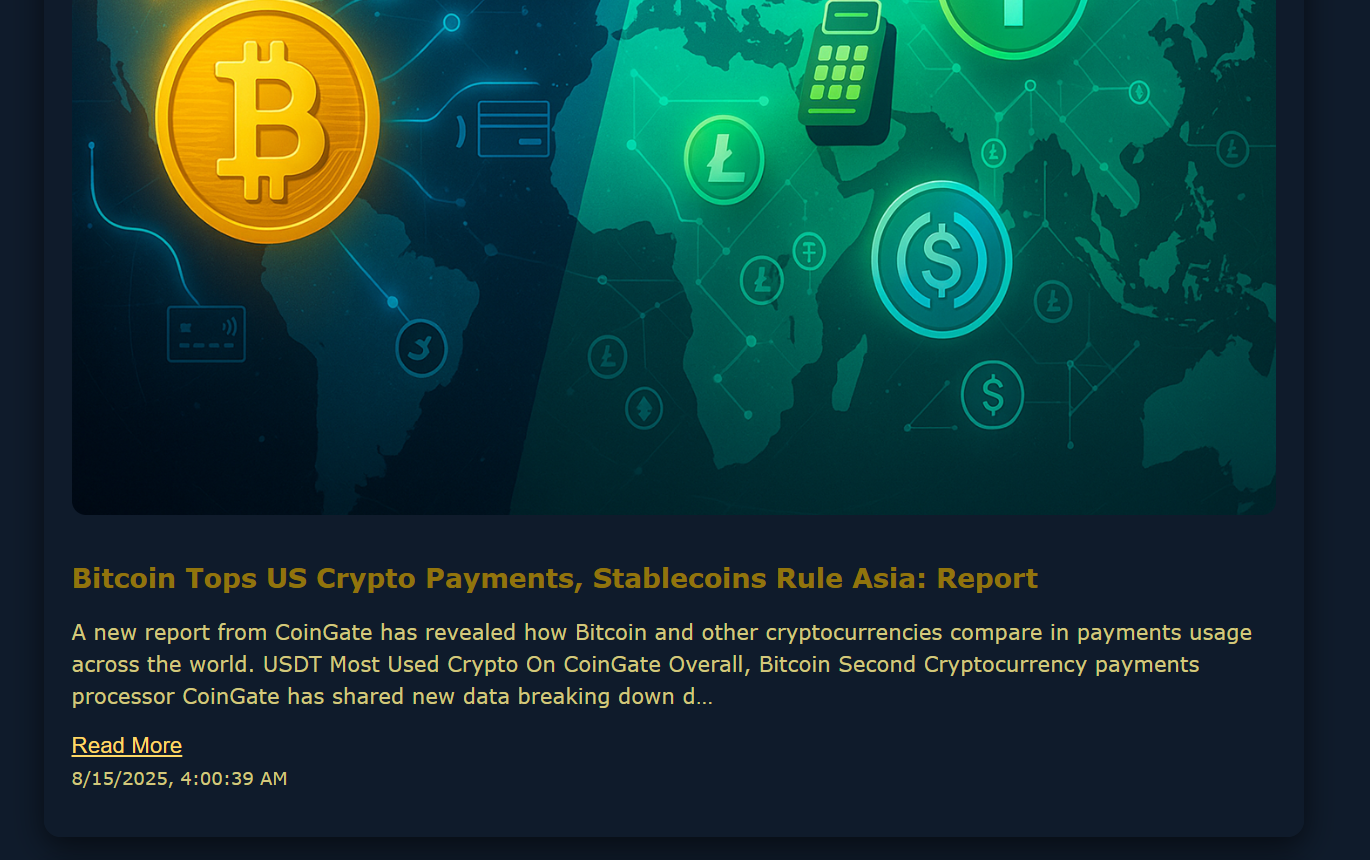 Bitcoin Tops US Crypto Payments, Stablecoins Rule Asia: Report
A new report from CoinGate has revealed how Bitcoin and other cryptocurrencies compare in payments usage
across the world. USDT Most Used Crypto On CoinGate Overall, Bitcoin Second Cryptocurrency payments
processor CoinGate has shared new data breaking down d...
Read More
8/15/2025, 4:00:39 AM